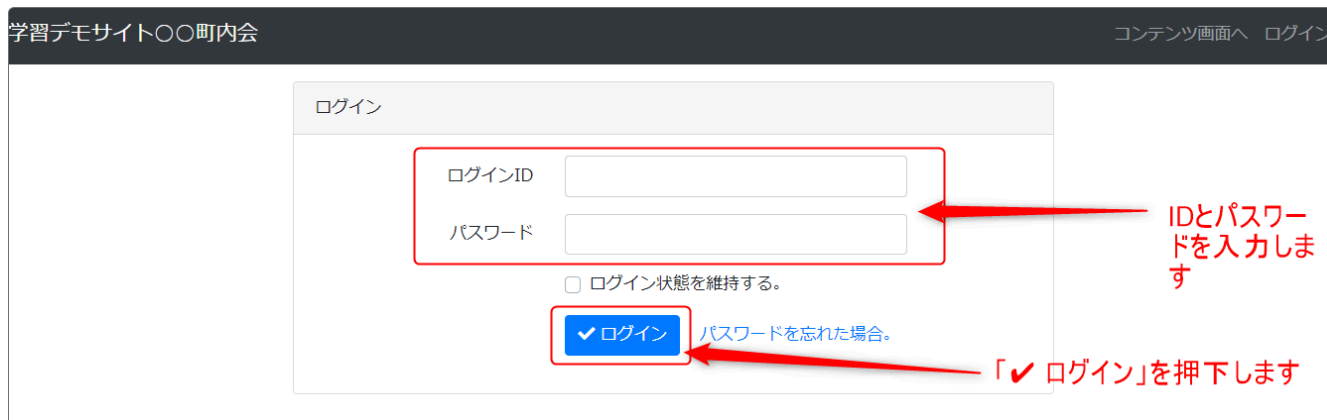 学習デモサイト〇〇町内会
コンテンツ画面へ ログイン
ログイン
ログインID
パスワード
IDとパスワー
ドを入力しま
す
ログイン状態を維持する。
✔ ログイン パスワードを忘れた場合。
「✔ ログイン」を押下します